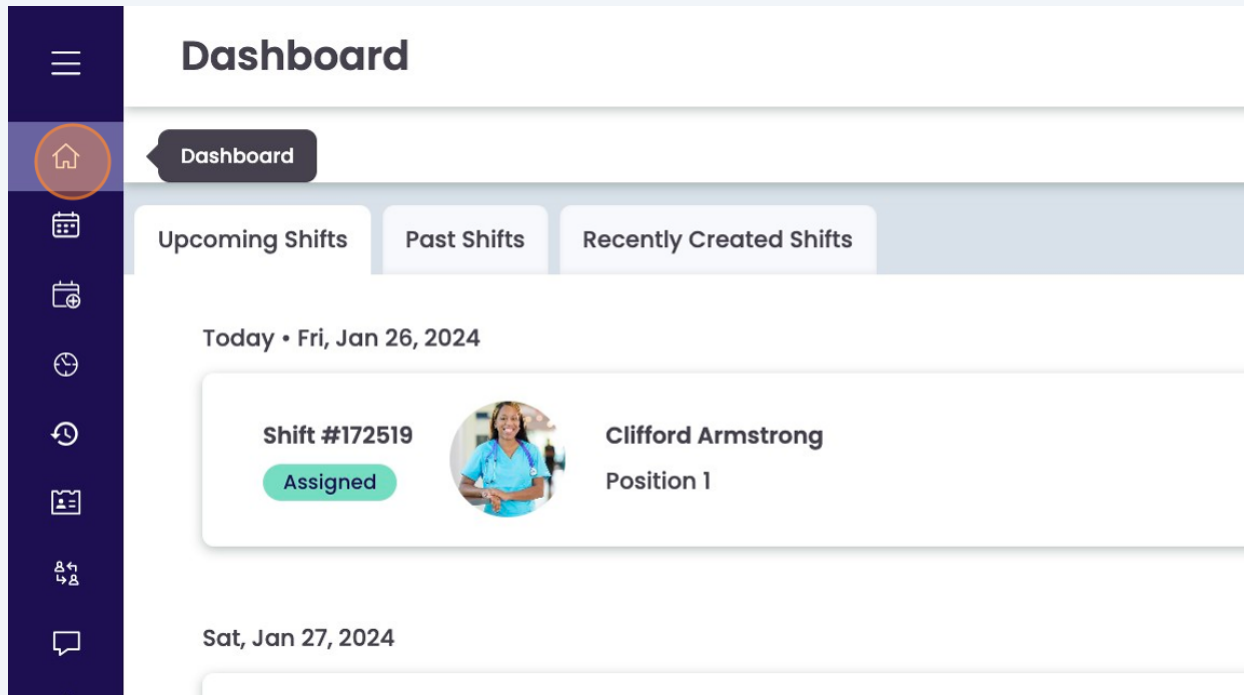 Dashboard
Dashboard
Upcoming Shifts Past Shifts Recently Created Shifts
Today • Fri, Jan 26, 2024
Shift #172519 Clifford Armstrong
Assigned Position 1
Sat, Jan 27, 2024